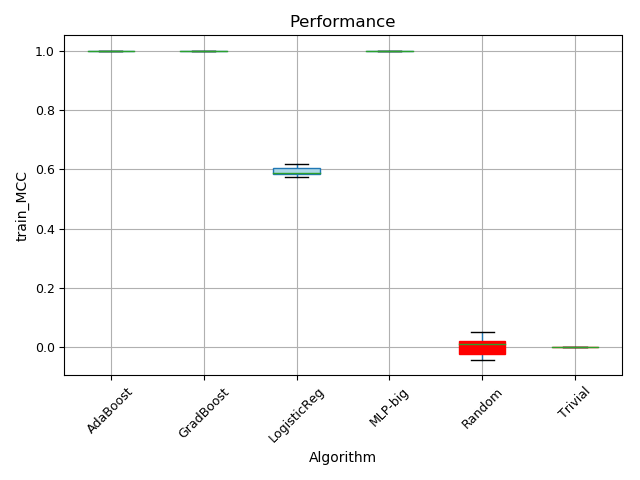 Performance
train_MCC
1.0
0.8
0.6
0.4
0.2
0.0
AdaBoost
GradBoost
LogisticReg
MLP-big
Random
Trivial
Algorithm